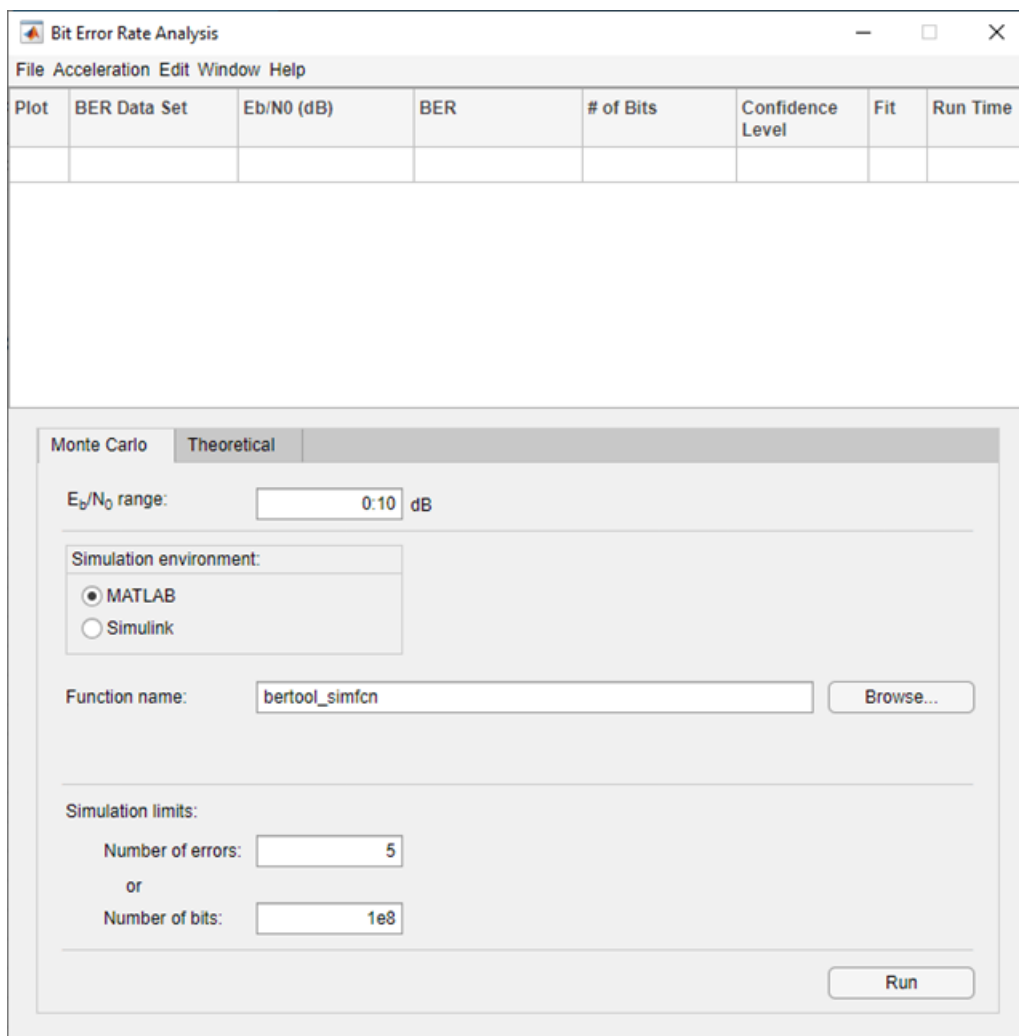 Bit Error Rate Analysis
File Acceleration Edit Window Help
Plot BER Data Set Eb/N0 (dB) BER # of Bits Confidence Level Fit Run Time
Monte Carlo Theoretical
Eb/N0 range: 0:10 dB
Simulation environment:
MATLAB
Simulink
Function name: bertool_simfcn Browse...
Simulation limits:
Number of errors: 5
or
Number of bits: 1e8
Run